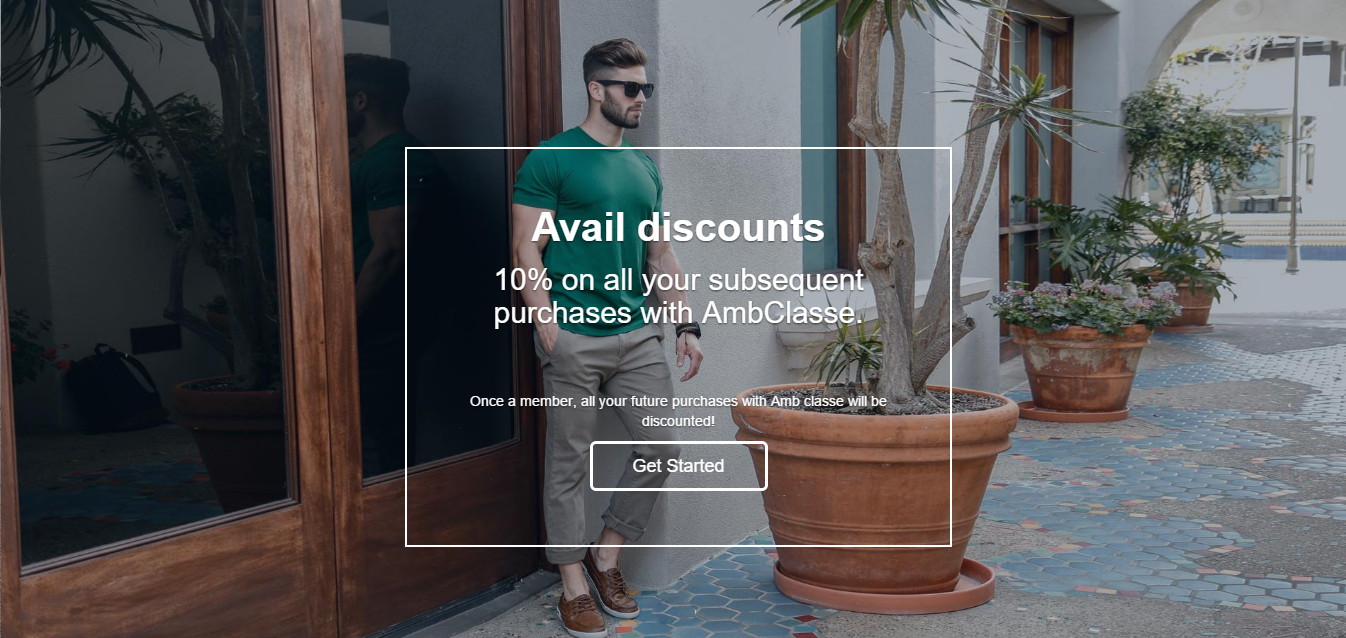 Avail discounts
10% on all your subsequent
purchases with AmbClasse.
Once a member, all your future purchases with Amb classe will be
discounted!
Get Started